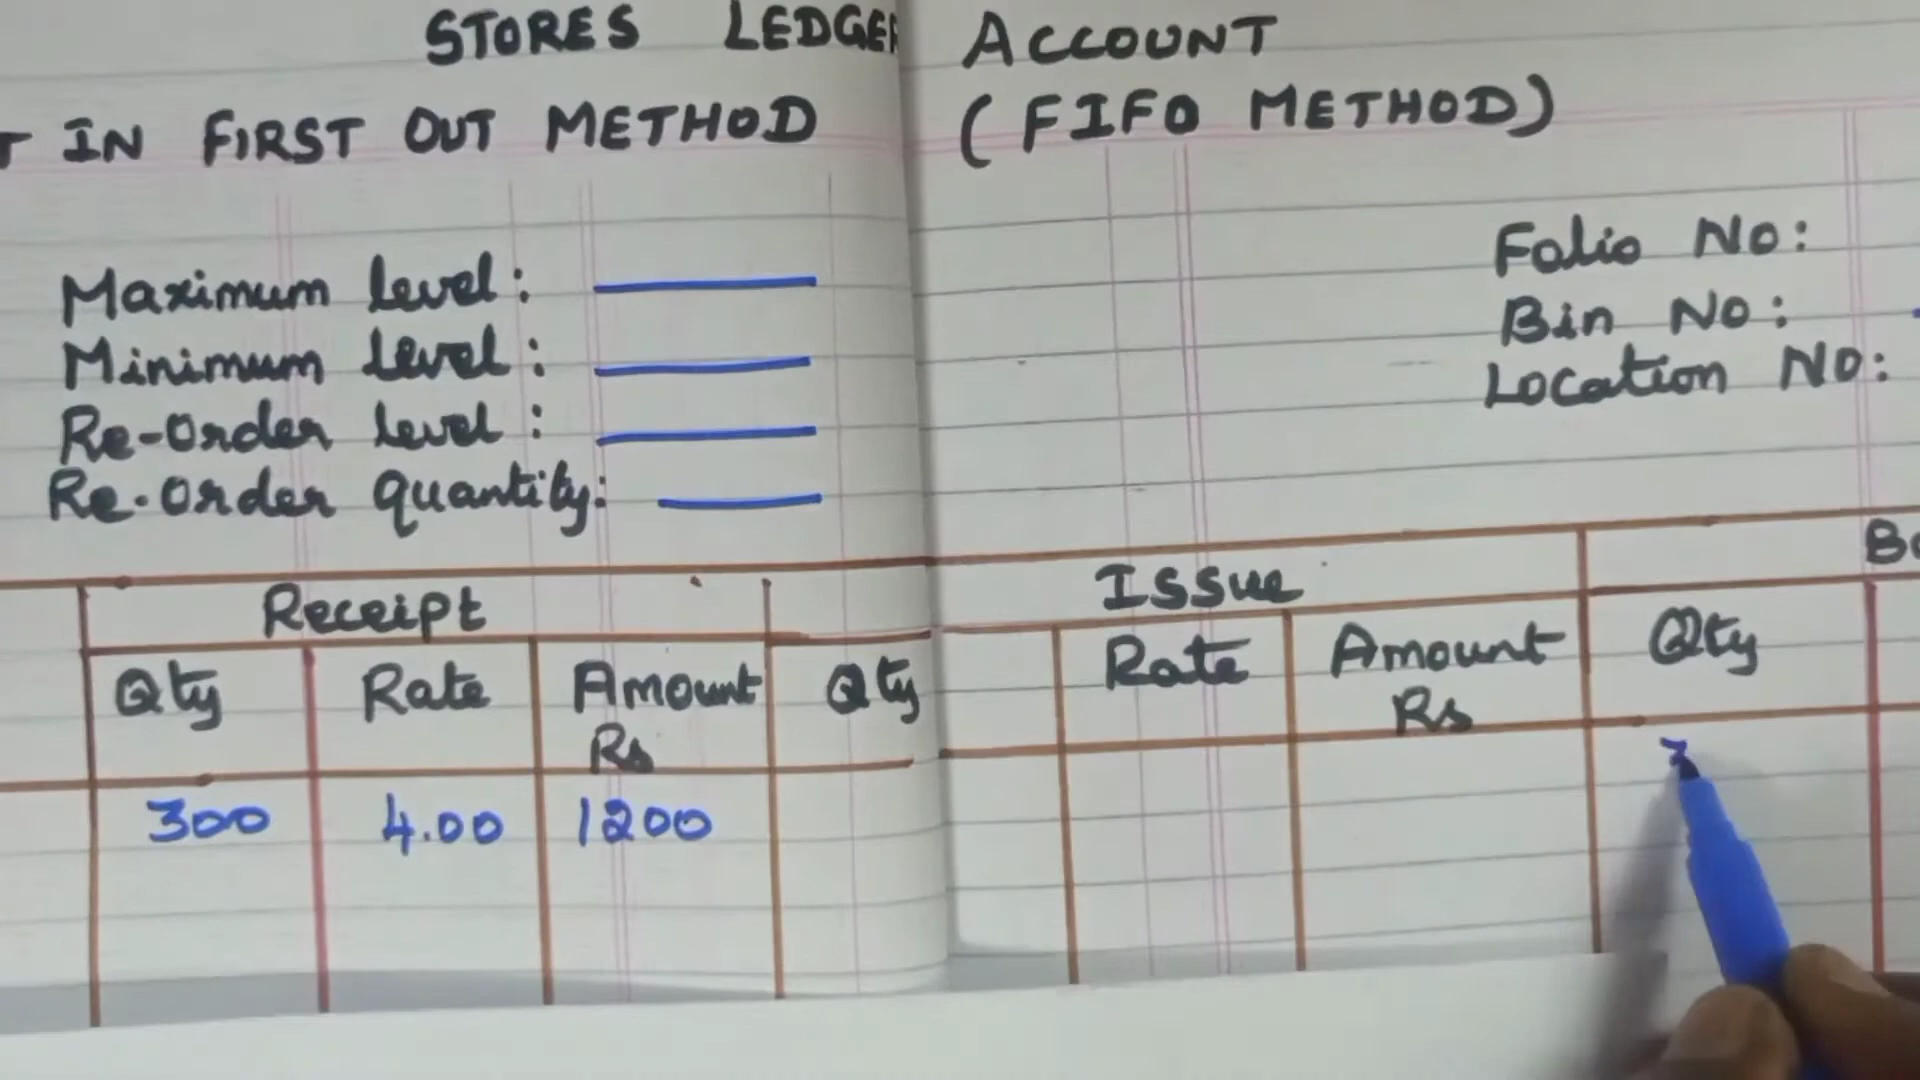 STORES LEDGER ACCOUNT
T IN FIRST OUT METHOD (FIFO METHOD)
Maximum level:
Minimum level:
Re-Order level:
Re-Order quantity:
Folio No:
Bin No:
Location No:
Receipt Issue
Qty Rate Amount Rs Qty Rate Amount Rs Qty
300 4.00 1200